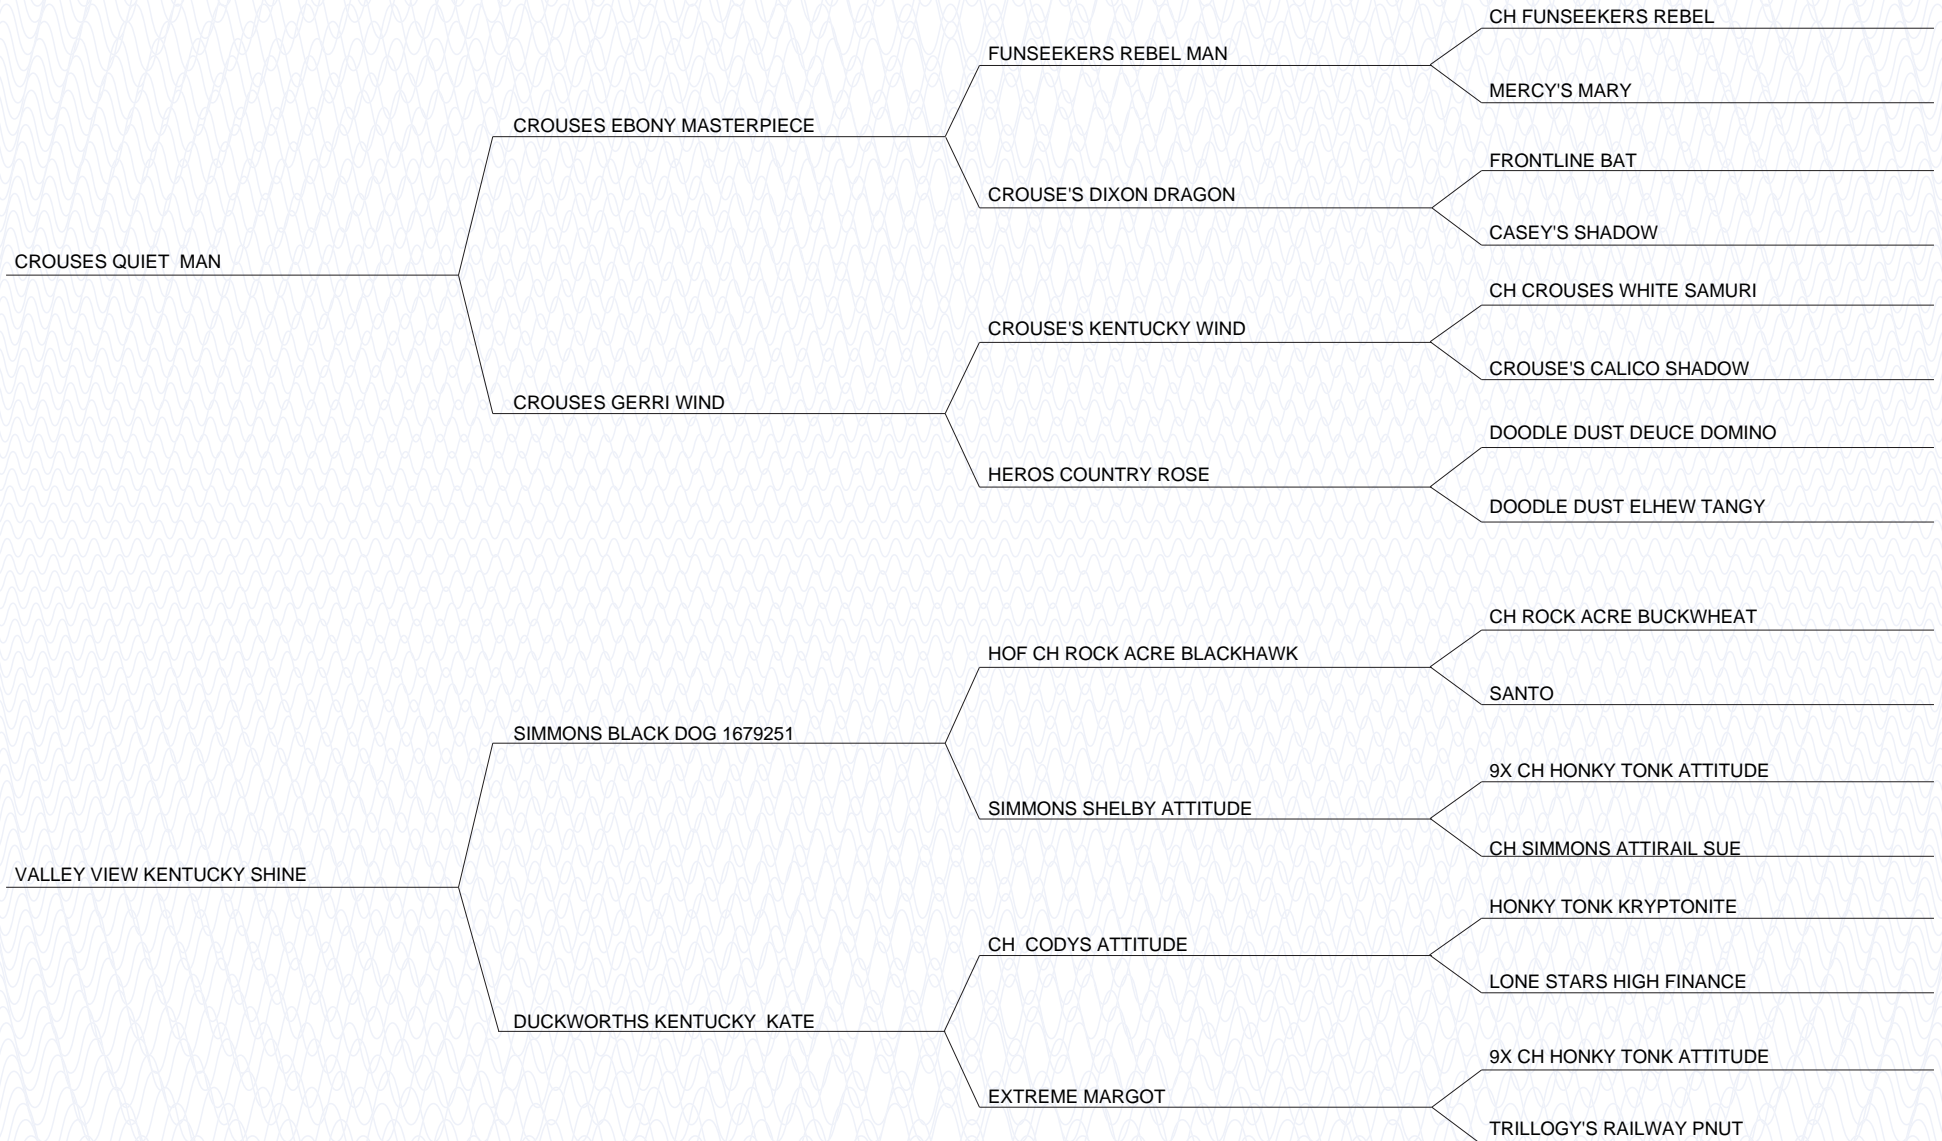 CH FUNSEEKERS REBEL
FUNSEEKERS REBEL MAN
MERCY'S MARY
CROUSES EBONY MASTERPIECE
FRONTLINE BAT
CROUSE'S DIXON DRAGON
CASEY'S SHADOW
CROUSES QUIET  MAN
CH CROUSES WHITE SAMURI
CROUSE'S KENTUCKY WIND
CROUSE'S CALICO SHADOW
CROUSES GERRI WIND
DOODLE DUST DEUCE DOMINO
HEROS COUNTRY ROSE
DOODLE DUST ELHEW TANGY
CH ROCK ACRE BUCKWHEAT
HOF CH ROCK ACRE BLACKHAWK
SANTO
SIMMONS BLACK DOG 1679251
9X CH HONKY TONK ATTITUDE
SIMMONS SHELBY ATTITUDE
CH SIMMONS ATTIRAIL SUE
VALLEY VIEW KENTUCKY SHINE
HONKY TONK KRYPTONITE
CH  CODYS ATTITUDE
LONE STARS HIGH FINANCE
DUCKWORTHS KENTUCKY  KATE
9X CH HONKY TONK ATTITUDE
EXTREME MARGOT
TRILLOGY'S RAILWAY PNUT